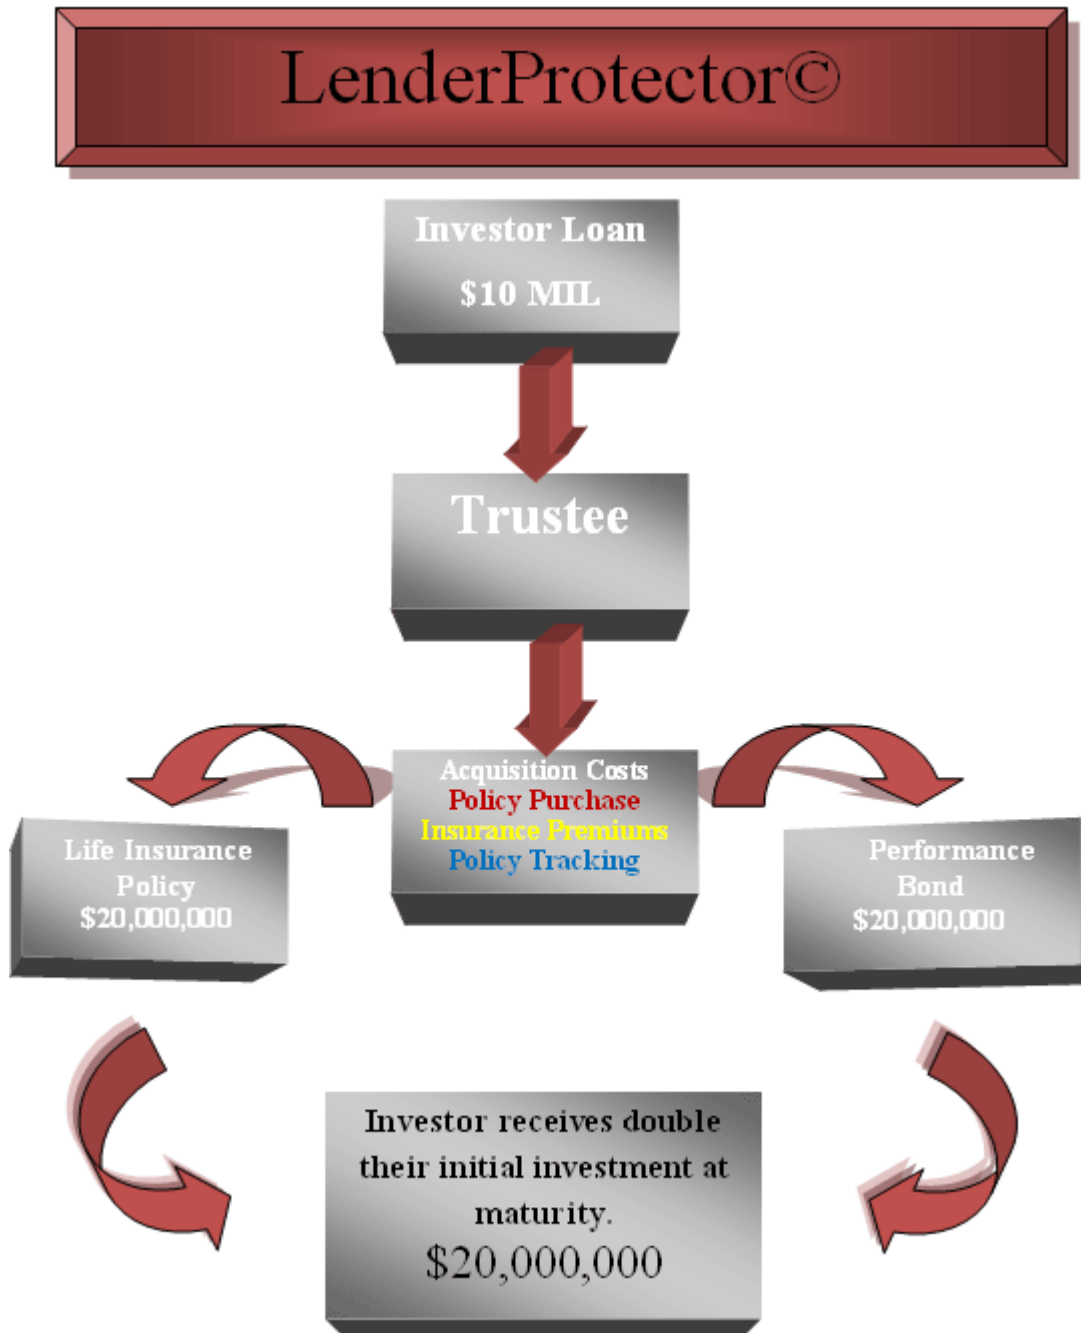 LenderProtector©
Investor Loan
$10 MIL
Trustee
Acquisition Costs
Policy Purchase
Insurance Premiums
Policy Tracking
Life Insurance
Policy
$20,000,000
Performance
Bond
$20,000,000
Investor receives double
their initial investment at
maturity.
$20,000,000